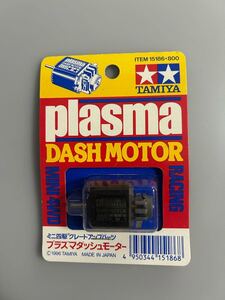 ITEM 15186・800
TAMIYA
plasma
DASH MOTOR
MINI 4WD
RACING
ミニ四駆グレードアップパーツ
プラズマダッシュモーター
©1996 TAMIYA MADE IN JAPAN
4 950344 151868